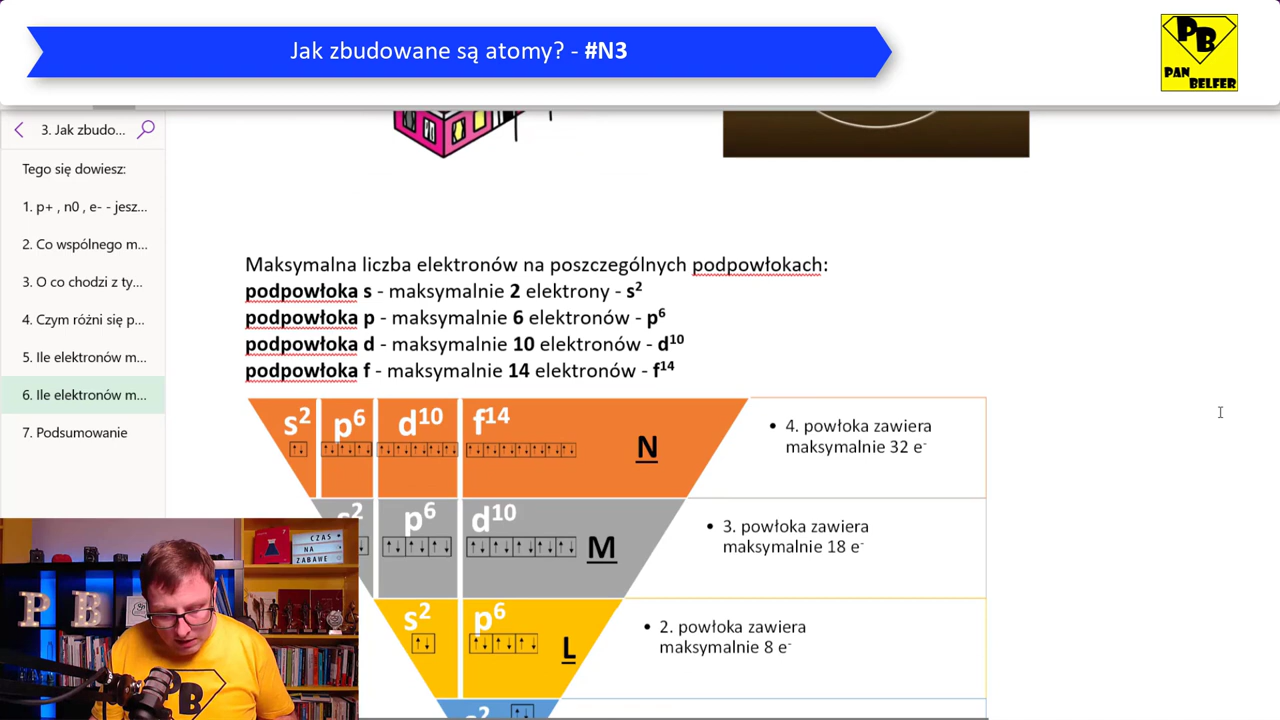 Jak zbudowane są atomy? - #N3
PB
PAN
BELFER
3. Jak zbudo...
Tego się dowiesz:
1. p+ , n0 , e- - jesz...
2. Co wspólnego m...
3. O co chodzi z ty...
4. Czym różni się p...
5. Ile elektronów m...
6. Ile elektronów m...
7. Podsumowanie
Maksymalna liczba elektronów na poszczególnych podpowłokach:
podpowłoka s - maksymalnie 2 elektrony - s²
podpowłoka p - maksymalnie 6 elektronów - p⁶
podpowłoka d - maksymalnie 10 elektronów - d¹⁰
podpowłoka f - maksymalnie 14 elektronów - f¹⁴
s² p⁶ d¹⁰ f¹⁴ N
• 4. powłoka zawiera
maksymalnie 32 e⁻
s² p⁶ d¹⁰ M
• 3. powłoka zawiera
maksymalnie 18 e⁻
s² p⁶ L
• 2. powłoka zawiera
maksymalnie 8 e⁻
s²
CZAS
NA
ZABAWE
P B
PB